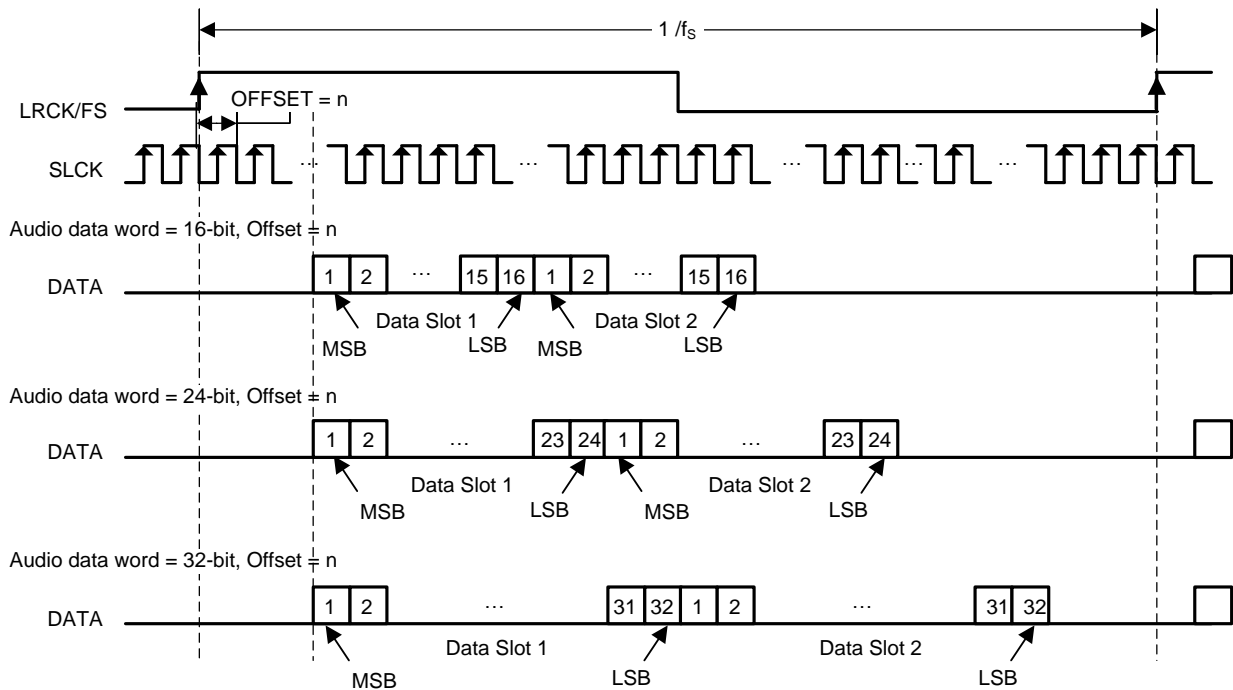 1 /fS
LRCK/FS
OFFSET = n
SLCK
… … … … …
Audio data word = 16-bit, Offset = n
DATA
1 2 … 15 16 1 2 … 15 16
Data Slot 1 Data Slot 2
MSB LSB MSB LSB
Audio data word = 24-bit, Offset = n
DATA
1 2 … 23 24 1 2 … 23 24
Data Slot 1 Data Slot 2
MSB LSB MSB LSB
Audio data word = 32-bit, Offset = n
DATA
1 2 … 31 32 1 2 … 31 32
Data Slot 1 Data Slot 2
MSB LSB LSB